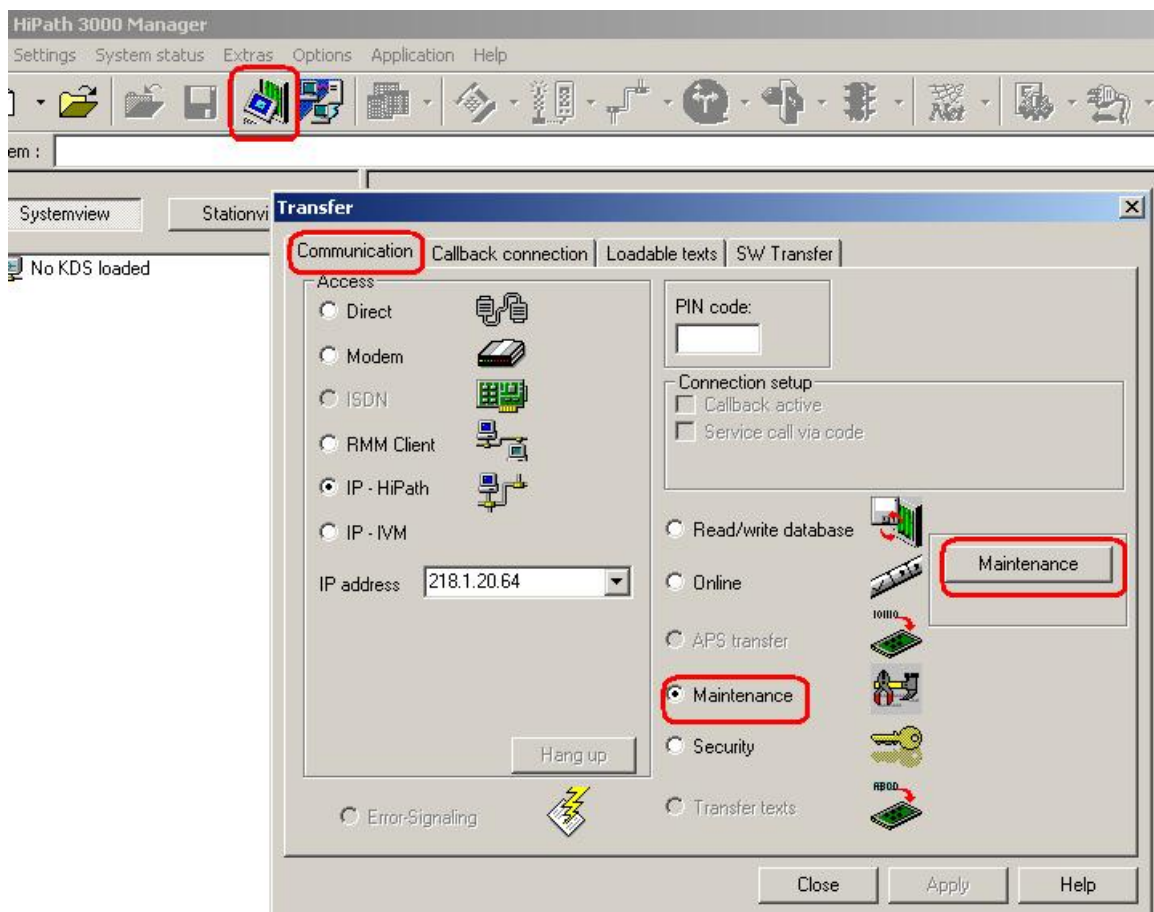 HiPath 3000 Manager
Settings System status Extras Options Application Help
Net
em :
Systemview Stationvi
No KDS loaded
Transfer
Communication Callback connection Loadable texts SW Transfer
Access
Direct
Modem
ISDN
RMM Client
IP - HiPath
IP - IVM
IP address 218.1.20.64
Hang up
Error-Signaling
PIN code:
Connection setup
Callback active
Service call via code
Read/write database
Online
APS transfer
Maintenance
Security
Transfer texts
Maintenance
Close Apply Help